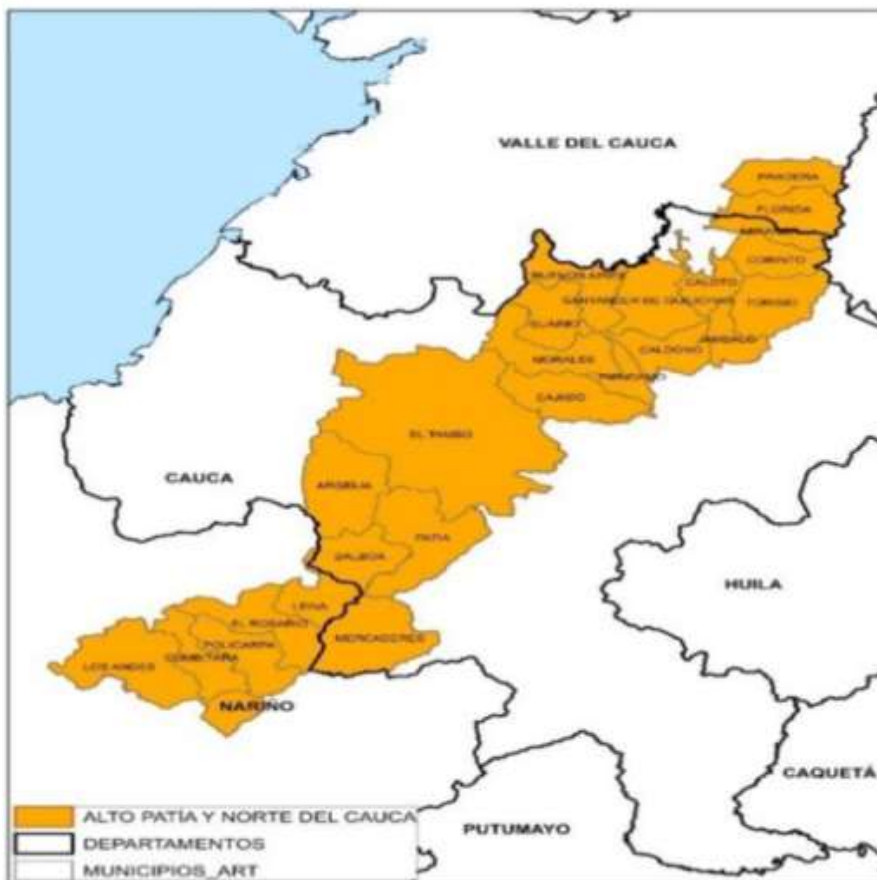 VALLE DEL CAUCA
PRADERA
FLORIDA
MIRANDA
CORINTO
BUENOS AIRES
CALOTO
SANTANDER DE QUILICHAO
TORIBIO
SUAREZ
JAMBALO
CALDONO
MORALES
PIENDAMO
CAJIBIO
EL TAMBO
CAUCA
ARGELIA
PATIA
BALBOA
HUILA
LEIVA
EL ROSARIO
MERCADERES
POLICARPA
CUMBITARA
LOS ANDES
NARIÑO
CAQUETÁ
ALTO PATÍA Y NORTE DEL CAUCA
PUTUMAYO
DEPARTAMENTOS
MUNICIPIOS_ART